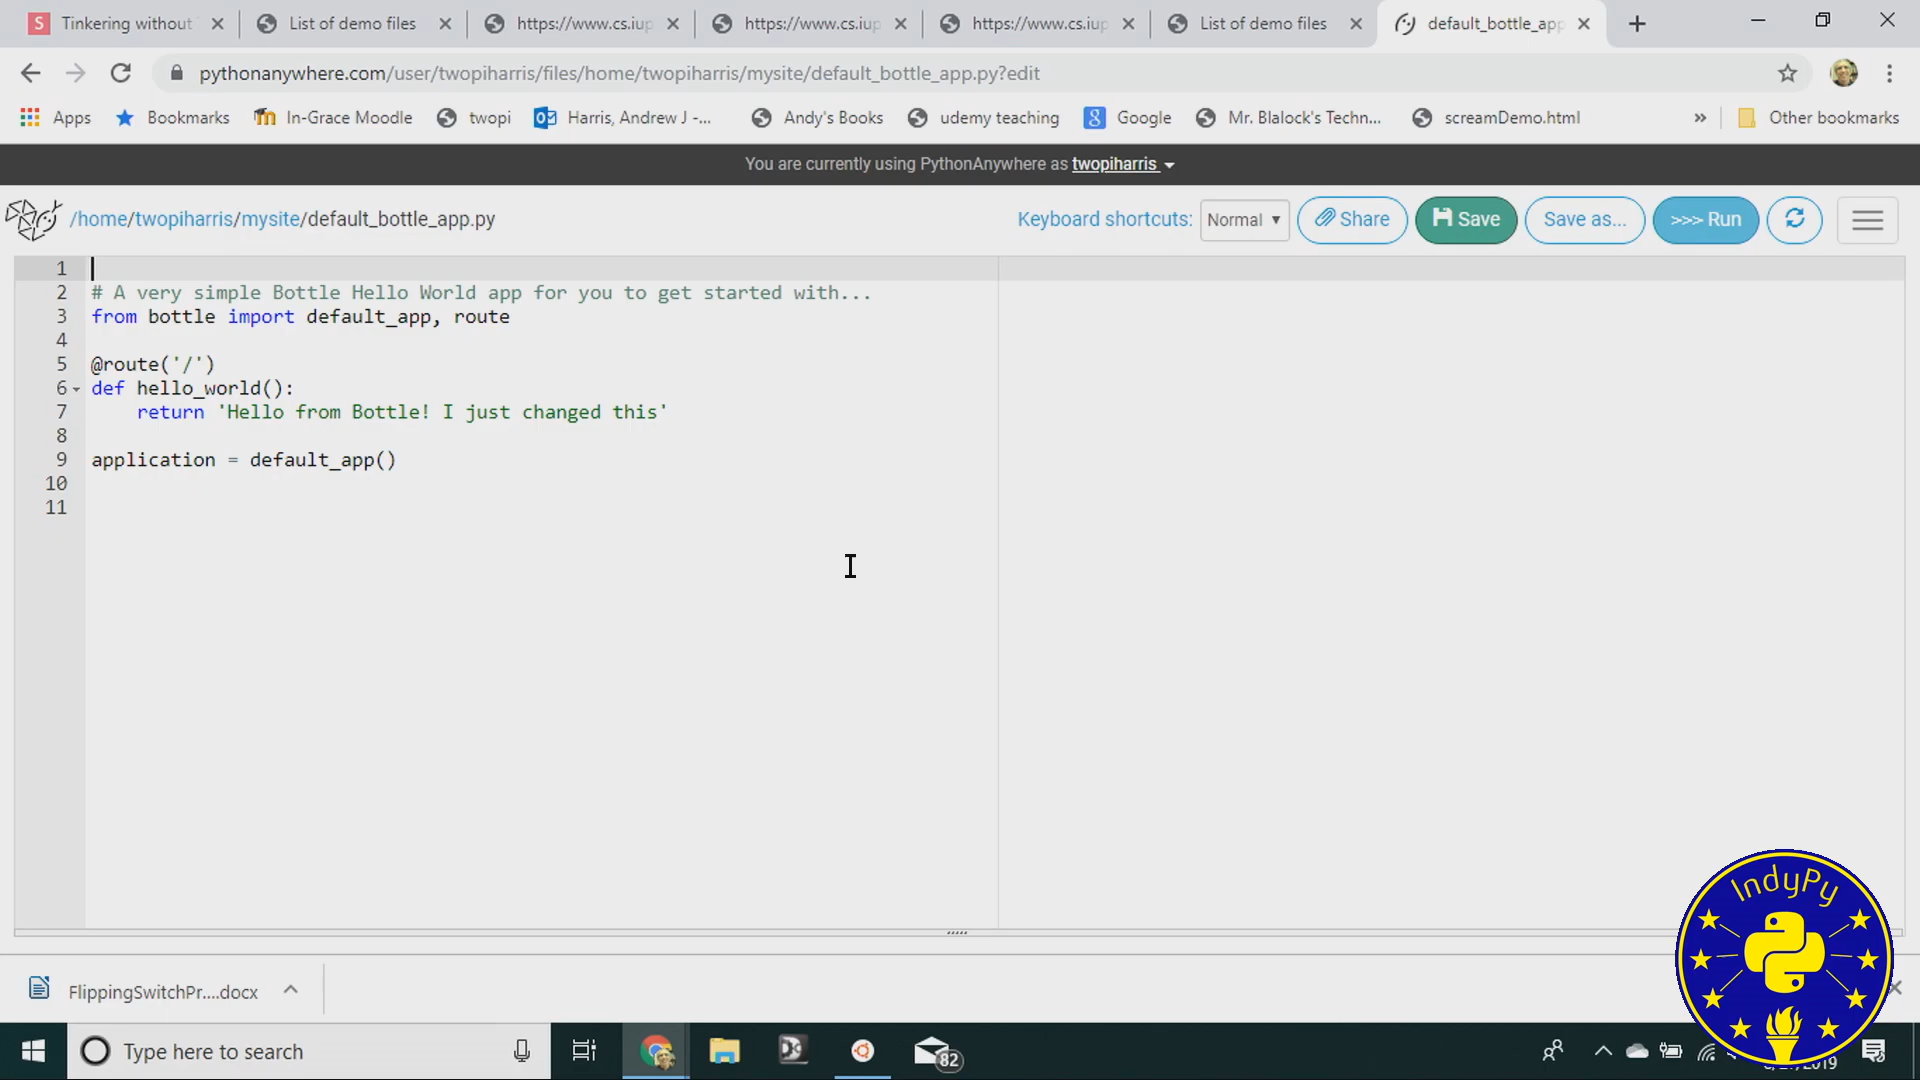 Tinkering without
List of demo files
https://www.cs.iup
https://www.cs.iup
https://www.cs.iup
List of demo files
default_bottle_app
pythonanywhere.com/user/twopiharris/files/home/twopiharris/mysite/default_bottle_app.py?edit
Apps
Bookmarks
In-Grace Moodle
twopi
Harris, Andrew J -...
Andy's Books
udemy teaching
Google
Mr. Blalock's Techn...
screamDemo.html
»
Other bookmarks
You are currently using PythonAnywhere as twopiharris
/home/twopiharris/mysite/default_bottle_app.py
Keyboard shortcuts:
Normal
Share
Save
Save as...
>>> Run
1
2 # A very simple Bottle Hello World app for you to get started with...
3 from bottle import default_app, route
4
5 @route('/')
6 def hello_world():
7 return 'Hello from Bottle! I just changed this'
8
9 application = default_app()
10
11
IndyPy
FlippingSwitchPr....docx
Type here to search
82